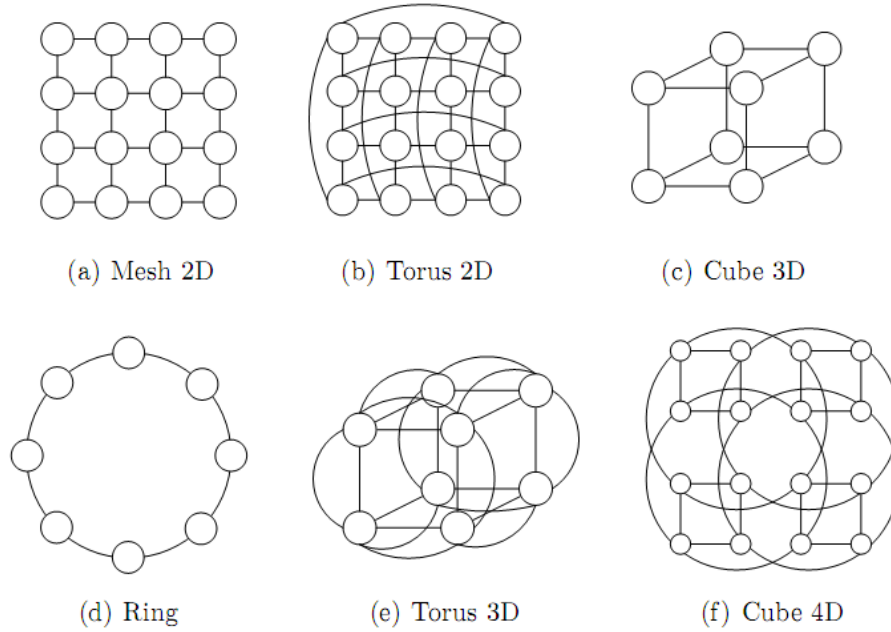 (a) Mesh 2D
(b) Torus 2D
(c) Cube 3D
(d) Ring
(e) Torus 3D
(f) Cube 4D